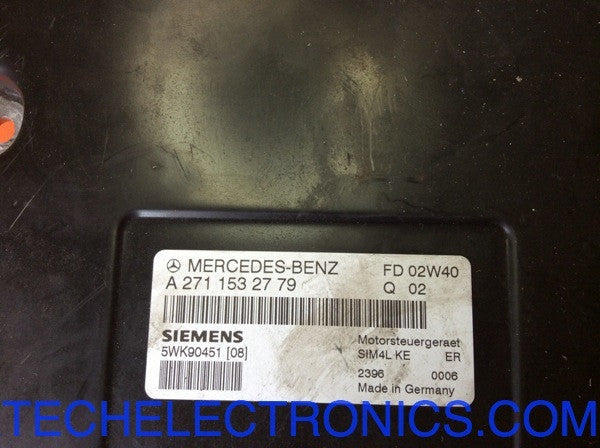 MERCEDES-BENZ FD 02W40
A 271 153 27 79 Q 02
SIEMENS Motorsteuergeraet
5WK90451 [08] SIM4L KE ER
2396 0006
Made in Germany
TECHELECTRONICS.COM